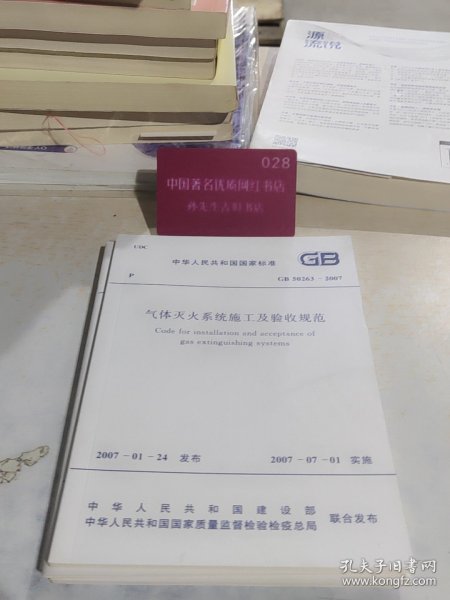 源
流说
028
中国著名优质网红书店
孙先生古旧书店
UDC
中华人民共和国国家标准
GB
P
GB 50263－2007
气体灭火系统施工及验收规范
Code for installation and acceptance of
gas extinguishing systems
2007－01－24 发布
2007－07－01 实施
中华人民共和国建设部
中华人民共和国国家质量监督检验检疫总局
联合发布
孔夫子旧书网
www.kongfz.com